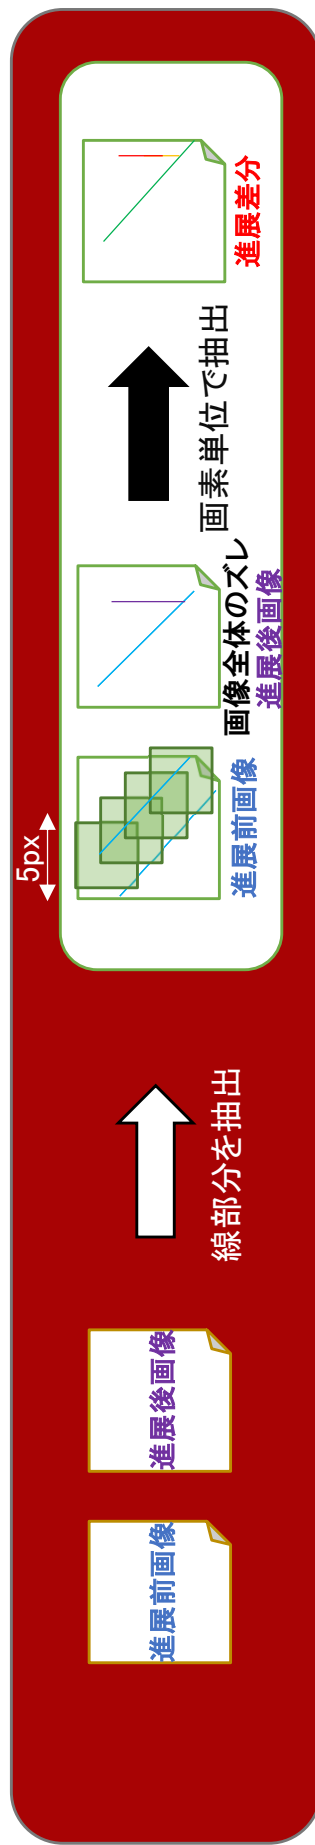 進展前画像
進展後画像
線部分を抽出
5px
進展前画像
画像全体のズレ
進展後画像
画素単位で抽出
進展差分